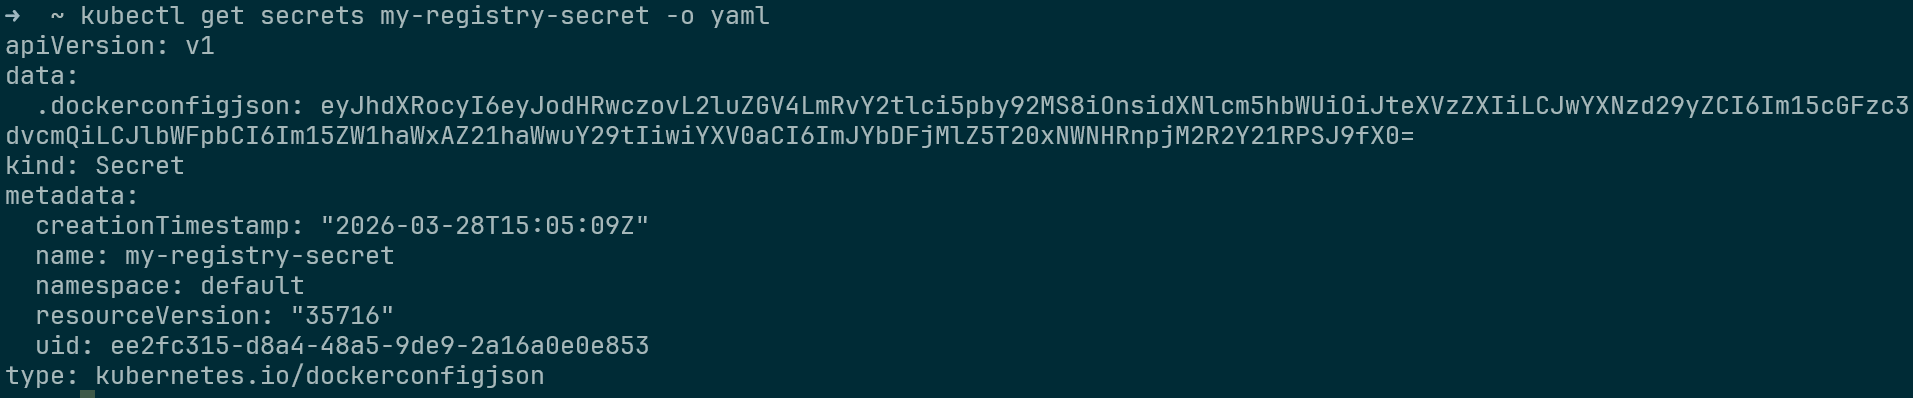 ➜  ~ kubectl get secrets my-registry-secret -o yaml
apiVersion: v1
data:
  .dockerconfigjson: eyJhdXRocyI6eyJodHRwczovL2luZGV4LmRvY2tlci5pby92MS8iOnsidXNlcm5hbWUiOiJteXVzZXIiLCJwYXNzd29yZCI6Im15cGFzc3
dvcmQiLCJlbWFpbCI6Im15ZW1haWxAZ21haWwuY29tIiwiYXV0aCI6ImJYbDFjMlZ5T20xNWNHRnpjM2R2Y21RPSJ9fX0=
kind: Secret
metadata:
  creationTimestamp: "2026-03-28T15:05:09Z"
  name: my-registry-secret
  namespace: default
  resourceVersion: "35716"
  uid: ee2fc315-d8a4-48a5-9de9-2a16a0e0e853
type: kubernetes.io/dockerconfigjson